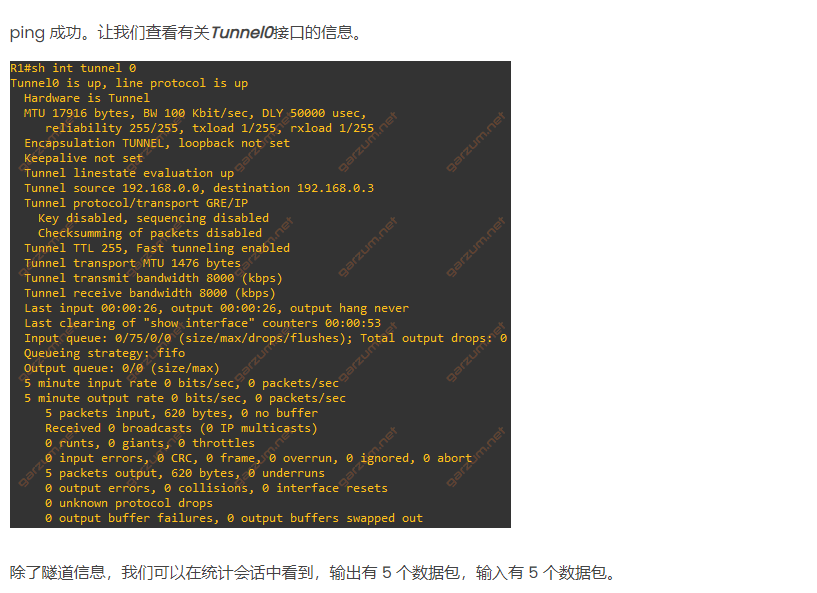 ping 成功。让我们查看有关Tunnel0接口的信息。
R1#sh int tunnel 0
Tunnel0 is up, line protocol is up
  Hardware is Tunnel
  MTU 17916 bytes, BW 100 Kbit/sec, DLY 50000 usec,
     reliability 255/255, txload 1/255, rxload 1/255
  Encapsulation TUNNEL, loopback not set
  Keepalive not set
  Tunnel linestate evaluation up
  Tunnel source 192.168.0.0, destination 192.168.0.3
  Tunnel protocol/transport GRE/IP
    Key disabled, sequencing disabled
    Checksumming of packets disabled
  Tunnel TTL 255, Fast tunneling enabled
  Tunnel transport MTU 1476 bytes
  Tunnel transmit bandwidth 8000 (kbps)
  Tunnel receive bandwidth 8000 (kbps)
  Last input 00:00:26, output 00:00:26, output hang never
  Last clearing of "show interface" counters 00:00:53
  Input queue: 0/75/0/0 (size/max/drops/flushes); Total output drops: 0
  Queueing strategy: fifo
  Output queue: 0/0 (size/max)
  5 minute input rate 0 bits/sec, 0 packets/sec
  5 minute output rate 0 bits/sec, 0 packets/sec
     5 packets input, 620 bytes, 0 no buffer
     Received 0 broadcasts (0 IP multicasts)
     0 runts, 0 giants, 0 throttles
     0 input errors, 0 CRC, 0 frame, 0 overrun, 0 ignored, 0 abort
     5 packets output, 620 bytes, 0 underruns
     0 output errors, 0 collisions, 0 interface resets
     0 unknown protocol drops
     0 output buffer failures, 0 output buffers swapped out
除了隧道信息，我们可以在统计会话中看到，输出有 5 个数据包，输入有 5 个数据包。